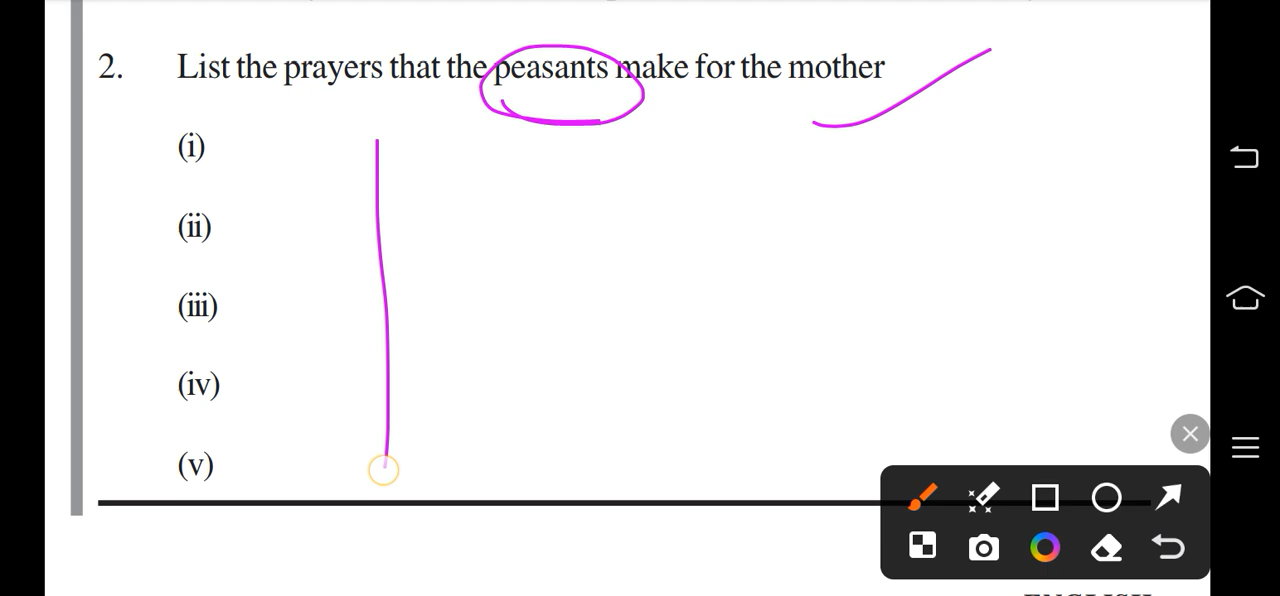 2. List the prayers that the peasants make for the mother
(i)
(ii)
(iii)
(iv)
(v)